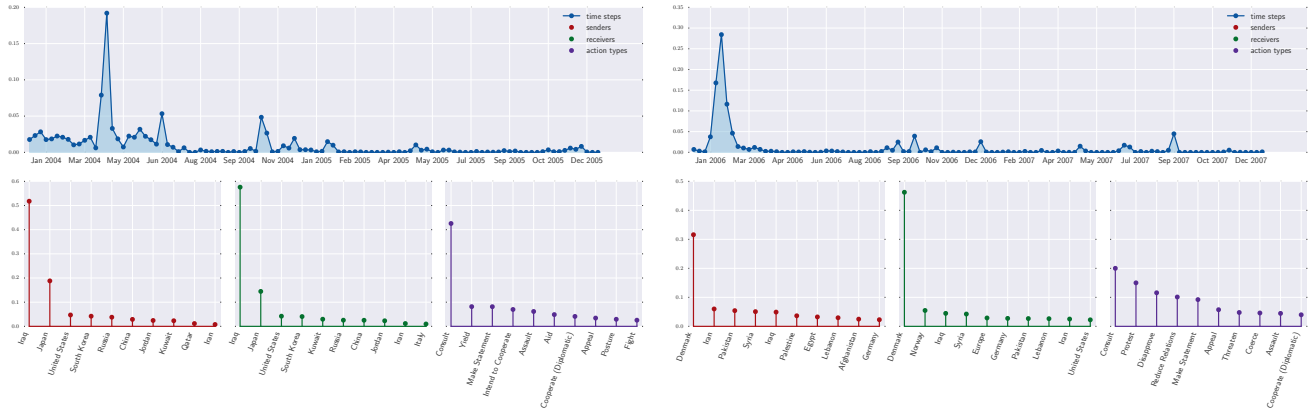 0.20
0.15
0.10
0.05
0.00
time steps
senders
receivers
action types
Jan 2004 Mar 2004 May 2004 Jun 2004 Aug 2004 Sep 2004 Nov 2004 Jan 2005 Feb 2005 Apr 2005 May 2005 Jul 2005 Sep 2005 Oct 2005 Dec 2005
0.35
0.30
0.25
0.20
0.15
0.10
0.05
0.00
time steps
senders
receivers
action types
Jan 2006 Mar 2006 Apr 2006 Jun 2006 Aug 2006 Sep 2006 Nov 2006 Dec 2006 Feb 2007 Apr 2007 May 2007 Jul 2007 Sep 2007 Oct 2007 Dec 2007
0.6
0.5
0.4
0.3
0.2
0.1
0.0
Iraq
Japan
United States
South Korea
Russia
China
Jordan
Kuwait
Qatar
Iran
Iraq
Japan
United States
South Korea
Kuwait
Russia
China
Jordan
Iran
Italy
Consult
Yield
Make Statement
Intend to Cooperate
Assault
Aid
Cooperate (Diplomatic)
Appeal
Posture
Fight
0.5
0.4
0.3
0.2
0.1
0.0
Denmark
Iran
Pakistan
Syria
Iraq
Palestine
Egypt
Lebanon
Afghanistan
Germany
Denmark
Norway
Iraq
Syria
Europe
Germany
Pakistan
Lebanon
Iran
United States
Consult
Protest
Disapprove
Reduce Relations
Make Statement
Appeal
Threaten
Coerce
Assault
Cooperate (Diplomatic)